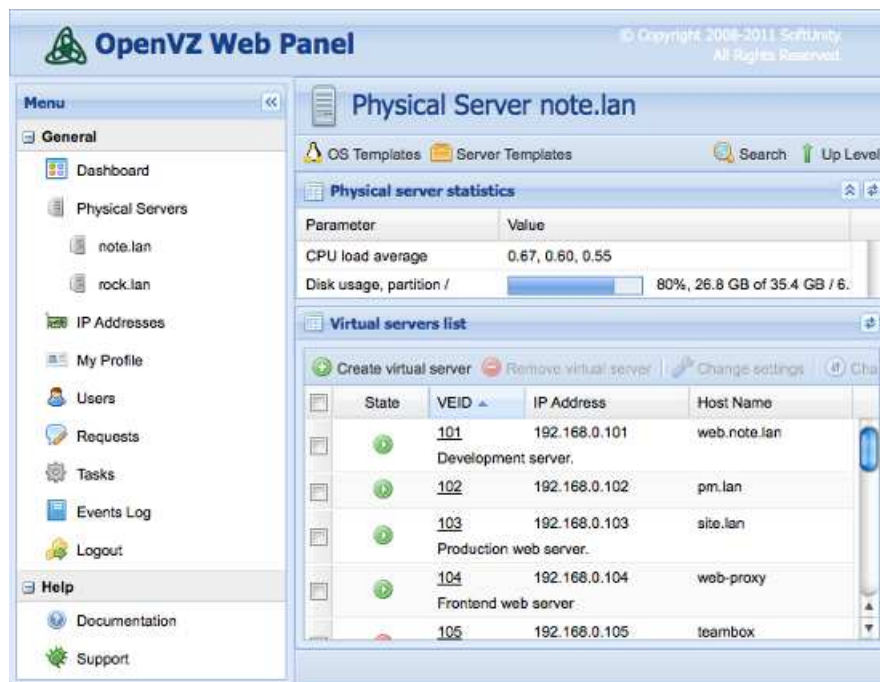 OpenVZ Web Panel
© Copyright 2008-2011 SoftUnity.
All Rights Reserved.
Menu
General
Dashboard
Physical Servers
note.lan
rock.lan
IP Addresses
My Profile
Users
Requests
Tasks
Events Log
Logout
Help
Documentation
Support
Physical Server note.lan
OS Templates Server Templates Search Up Level
Physical server statistics
Parameter Value
CPU load average 0.67, 0.60, 0.55
Disk usage, partition / 80%, 26.8 GB of 35.4 GB / 6.
Virtual servers list
Create virtual server Remove virtual server Change settings Cha
State VEID IP Address Host Name
101 192.168.0.101 web.note.lan
Development server.
102 192.168.0.102 pm.lan
103 192.168.0.103 site.lan
Production web server.
104 192.168.0.104 web-proxy
Frontend web server
105 192.168.0.105 teambox